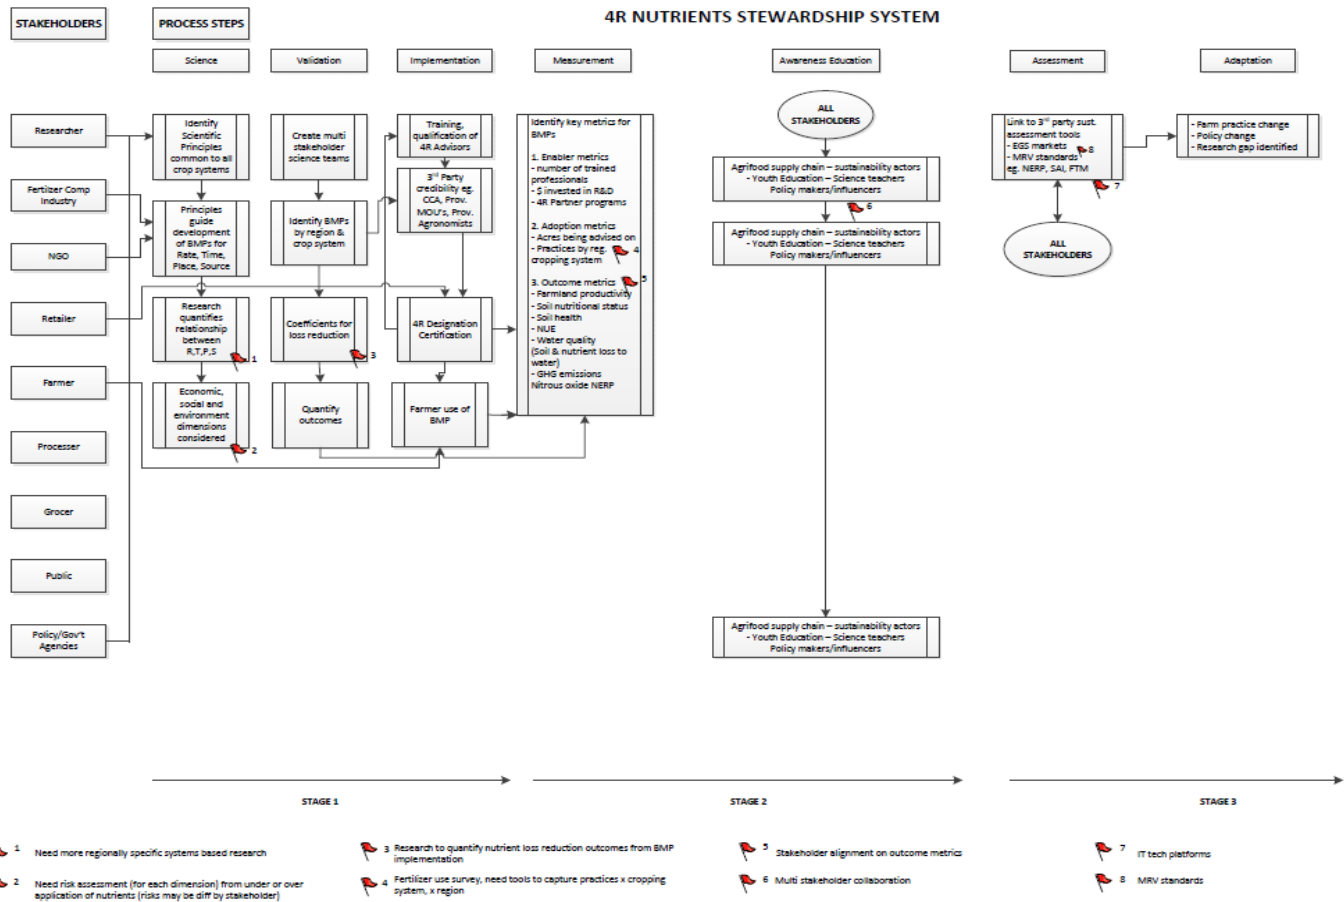 4R NUTRIENTS STEWARDSHIP SYSTEM
STAKEHOLDERS
PROCESS STEPS
Science
Validation
Implementation
Measurement
Awareness Education
Assessment
Adaptation
Researcher
Fertilizer Comp
Industry
NGO
Retailer
Farmer
Processer
Grocer
Public
Policy/Gov't
Agencies
Identify
Scientific
Principles
common to all
crop systems
Principles
guide
development
of BMPs for
Rate, Time,
Place, Source
Research
quantifies
relationship
between
R,T,P,S
1
Economic,
social and
environment
dimensions
considered
2
Create multi
stakeholder
science teams
Identify BMPs
by region &
crop system
Coefficients for
loss reduction
3
Quantify
outcomes
Training,
qualification of
4R Advisors
3rd Party
credibility eg.
CCA, Prov.
MOU's, Prov.
Agronomists
4R Designation
Certification
Farmer use of
BMP
Identify key metrics for
BMPs
1. Enabler metrics
- number of trained
professionals
- $ invested in R&D
- 4R Partner programs
2. Adoption metrics
- Acres being advised on
- Practices by reg.
cropping system
4
3. Outcome metrics
5
- Farmland productivity
- Soil nutritional status
- Soil health
- NUE
- Water quality
(Soil & nutrient loss to
water)
- GHG emissions
Nitrous oxide NERP
ALL
STAKEHOLDERS
Agrifood supply chain – sustainability actors
- Youth Education – Science teachers
Policy makers/influencers
6
Agrifood supply chain – sustainability actors
- Youth Education – Science teachers
Policy makers/influencers
Agrifood supply chain – sustainability actors
- Youth Education – Science teachers
Policy makers/influencers
Link to 3rd party sust.
assessment tools
- EGS markets
- MRV standards
8
eg. NERP, SAI, FTM
7
ALL
STAKEHOLDERS
- Farm practice change
- Policy change
- Research gap identified
STAGE 1
STAGE 2
STAGE 3
1 Need more regionally specific systems based research
2 Need risk assessment (for each dimension) from under or over
application of nutrients (risks may be diff by stakeholder)
3 Research to quantify nutrient loss reduction outcomes from BMP
implementation
4 Fertilizer use survey, need tools to capture practices x cropping
system, x region
5 Stakeholder alignment on outcome metrics
6 Multi stakeholder collaboration
7 IT tech platforms
8 MRV standards